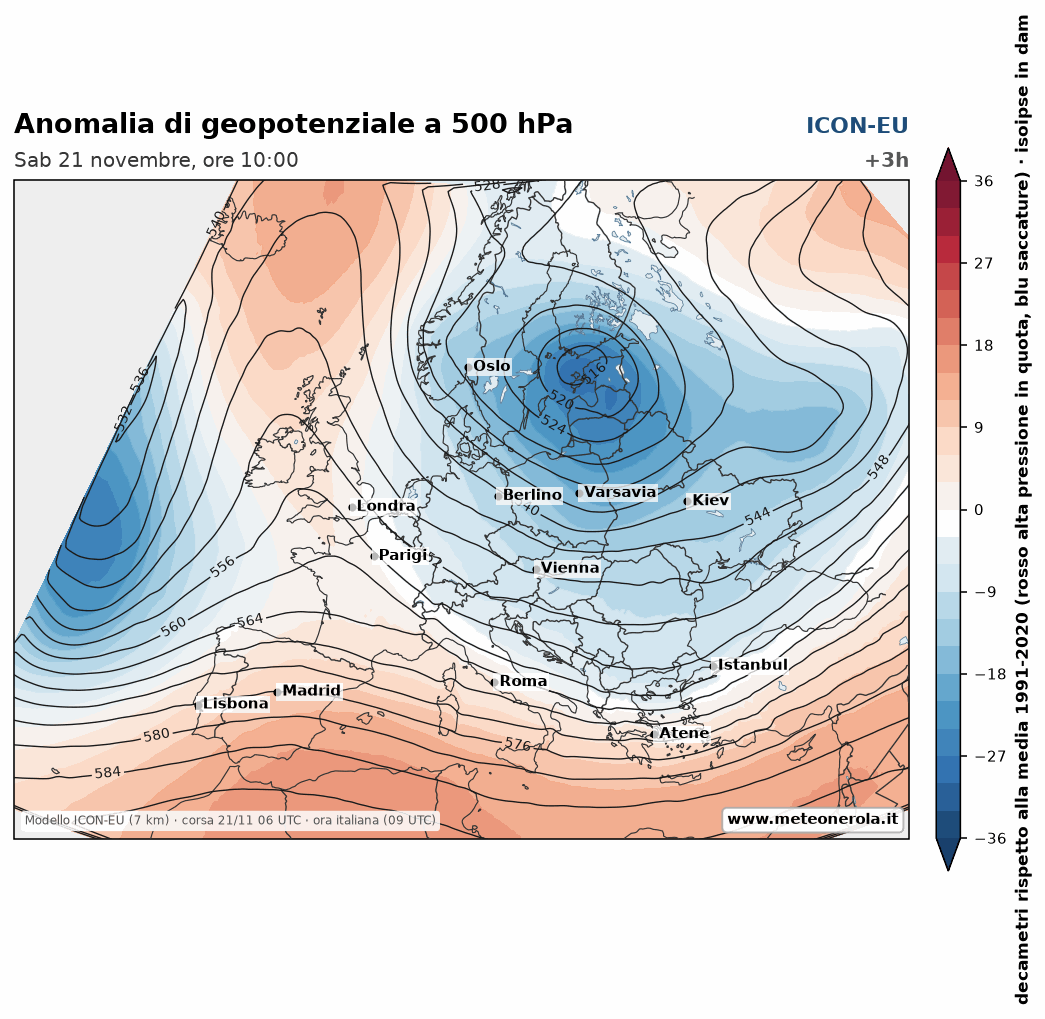 Anomalia di geopotenziale a 500 hPa
ICON-EU
Sab 21 novembre, ore 10:00
+3h
528
540
536
532
516
520
524
Oslo
548
Berlino
Varsavia
Kiev
Londra
40
544
Parigi
Vienna
556
560
564
Istanbul
Roma
Madrid
Lisbona
Atene
580
576
584
Modello ICON-EU (7 km) · corsa 21/11 06 UTC · ora italiana (09 UTC)
www.meteonerola.it
36
27
18
9
0
−9
−18
−27
−36
decametri rispetto alla media 1991-2020 (rosso alta pressione in quota, blu saccature) · isoipse in dam